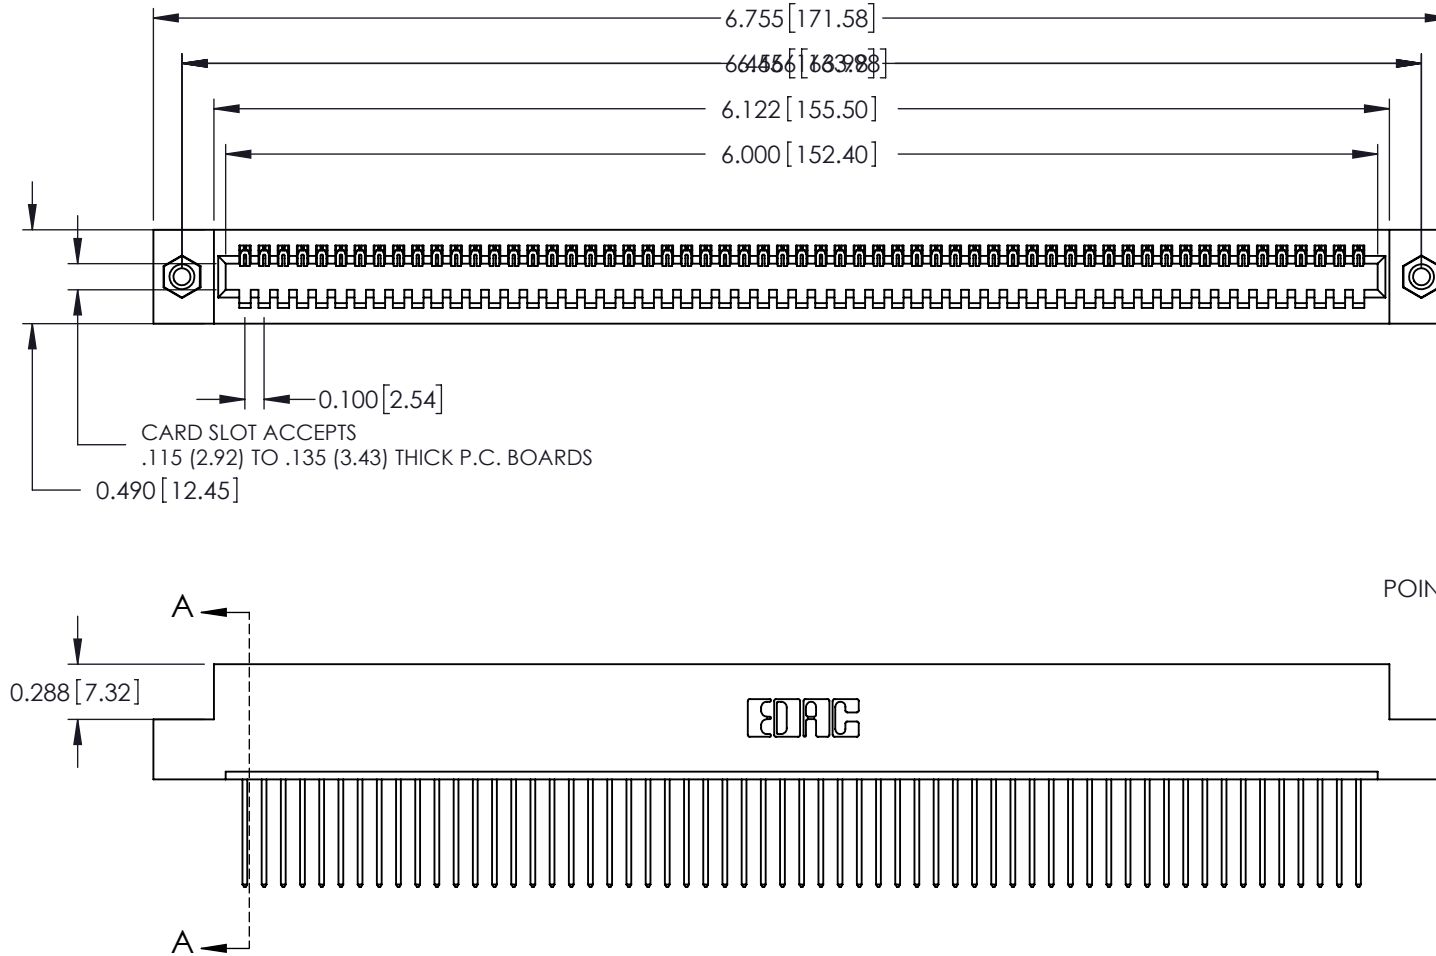 6.755[171.58]
6.122[155.50]
6.000[152.40]
0.100[2.54]
CARD SLOT ACCEPTS
.115 (2.92) TO .135 (3.43) THICK P.C. BOARDS
0.490[12.45]
POIN
A
0.288[7.32]
EDAC
A